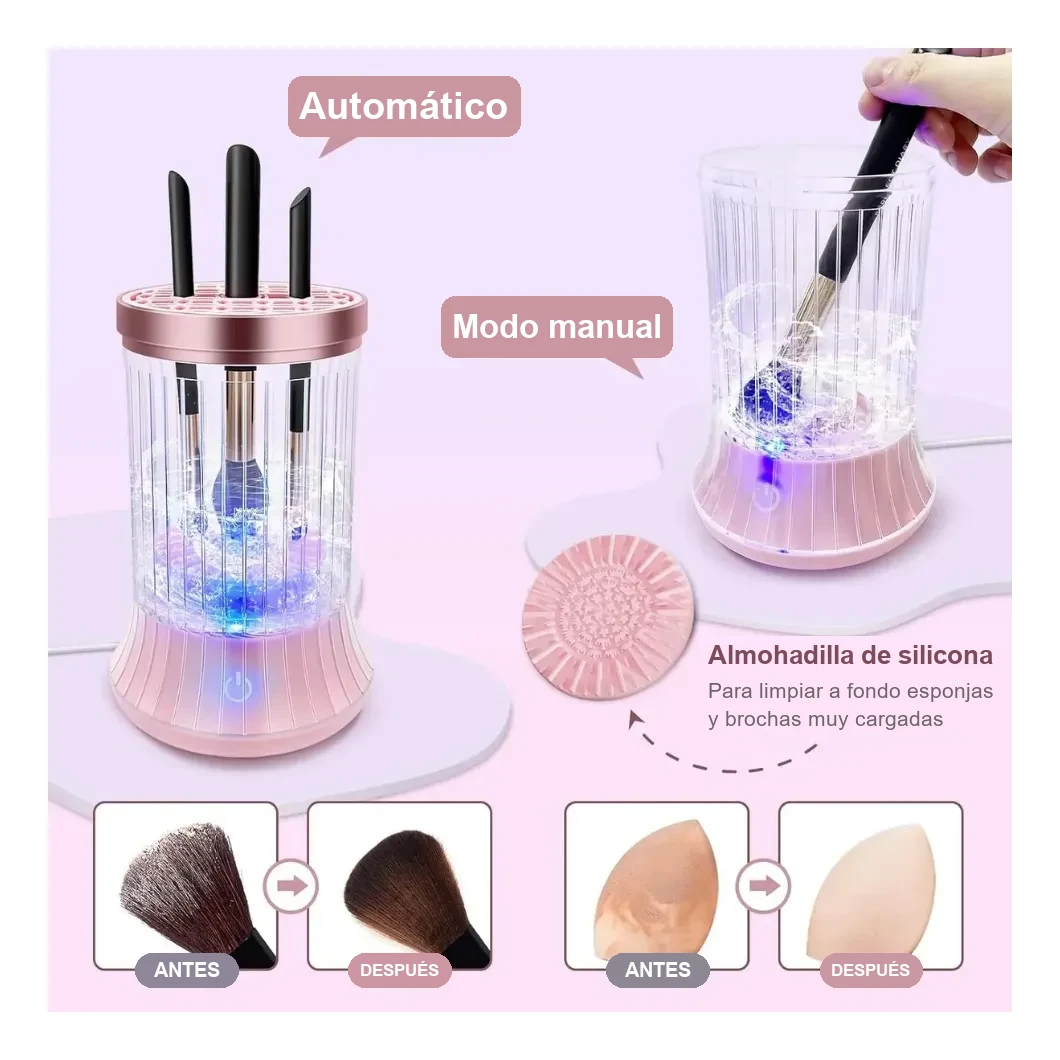 Automático
Modo manual
Almohadilla de silicona
Para limpiar a fondo esponjas
y brochas muy cargadas
ANTES
DESPUÉS
ANTES
DESPUÉS